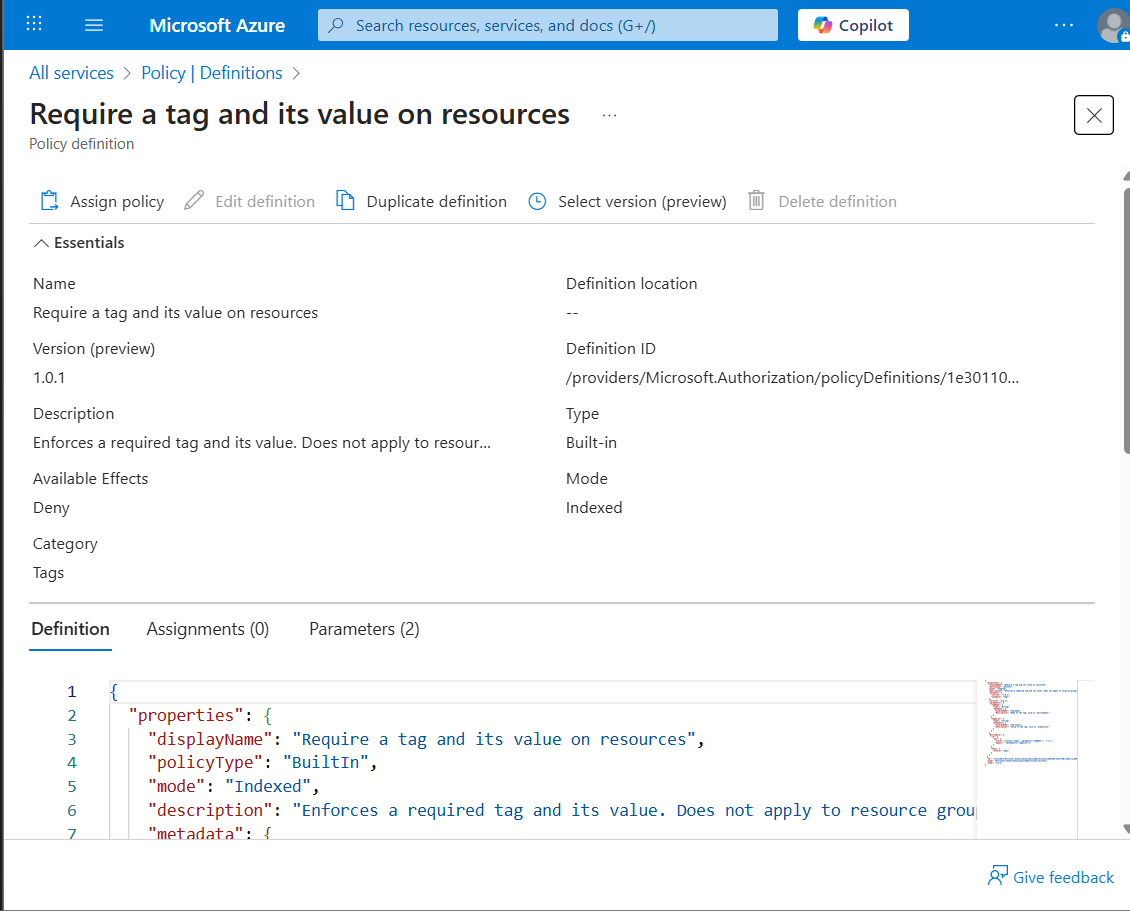 Microsoft Azure
Search resources, services, and docs (G+/)
Copilot
All services > Policy | Definitions >
Require a tag and its value on resources ...
Policy definition
Assign policy
Edit definition
Duplicate definition
Select version (preview)
Delete definition
Essentials
Name
Require a tag and its value on resources
Definition location
--
Version (preview)
1.0.1
Definition ID
/providers/Microsoft.Authorization/policyDefinitions/1e30110...
Description
Enforces a required tag and its value. Does not apply to resour...
Type
Built-in
Available Effects
Deny
Mode
Indexed
Category
Tags
Definition
Assignments (0)
Parameters (2)
1 {
2 "properties": {
3 "displayName": "Require a tag and its value on resources",
4 "policyType": "BuiltIn",
5 "mode": "Indexed",
6 "description": "Enforces a required tag and its value. Does not apply to resource grou
7 "metadata": {
Give feedback